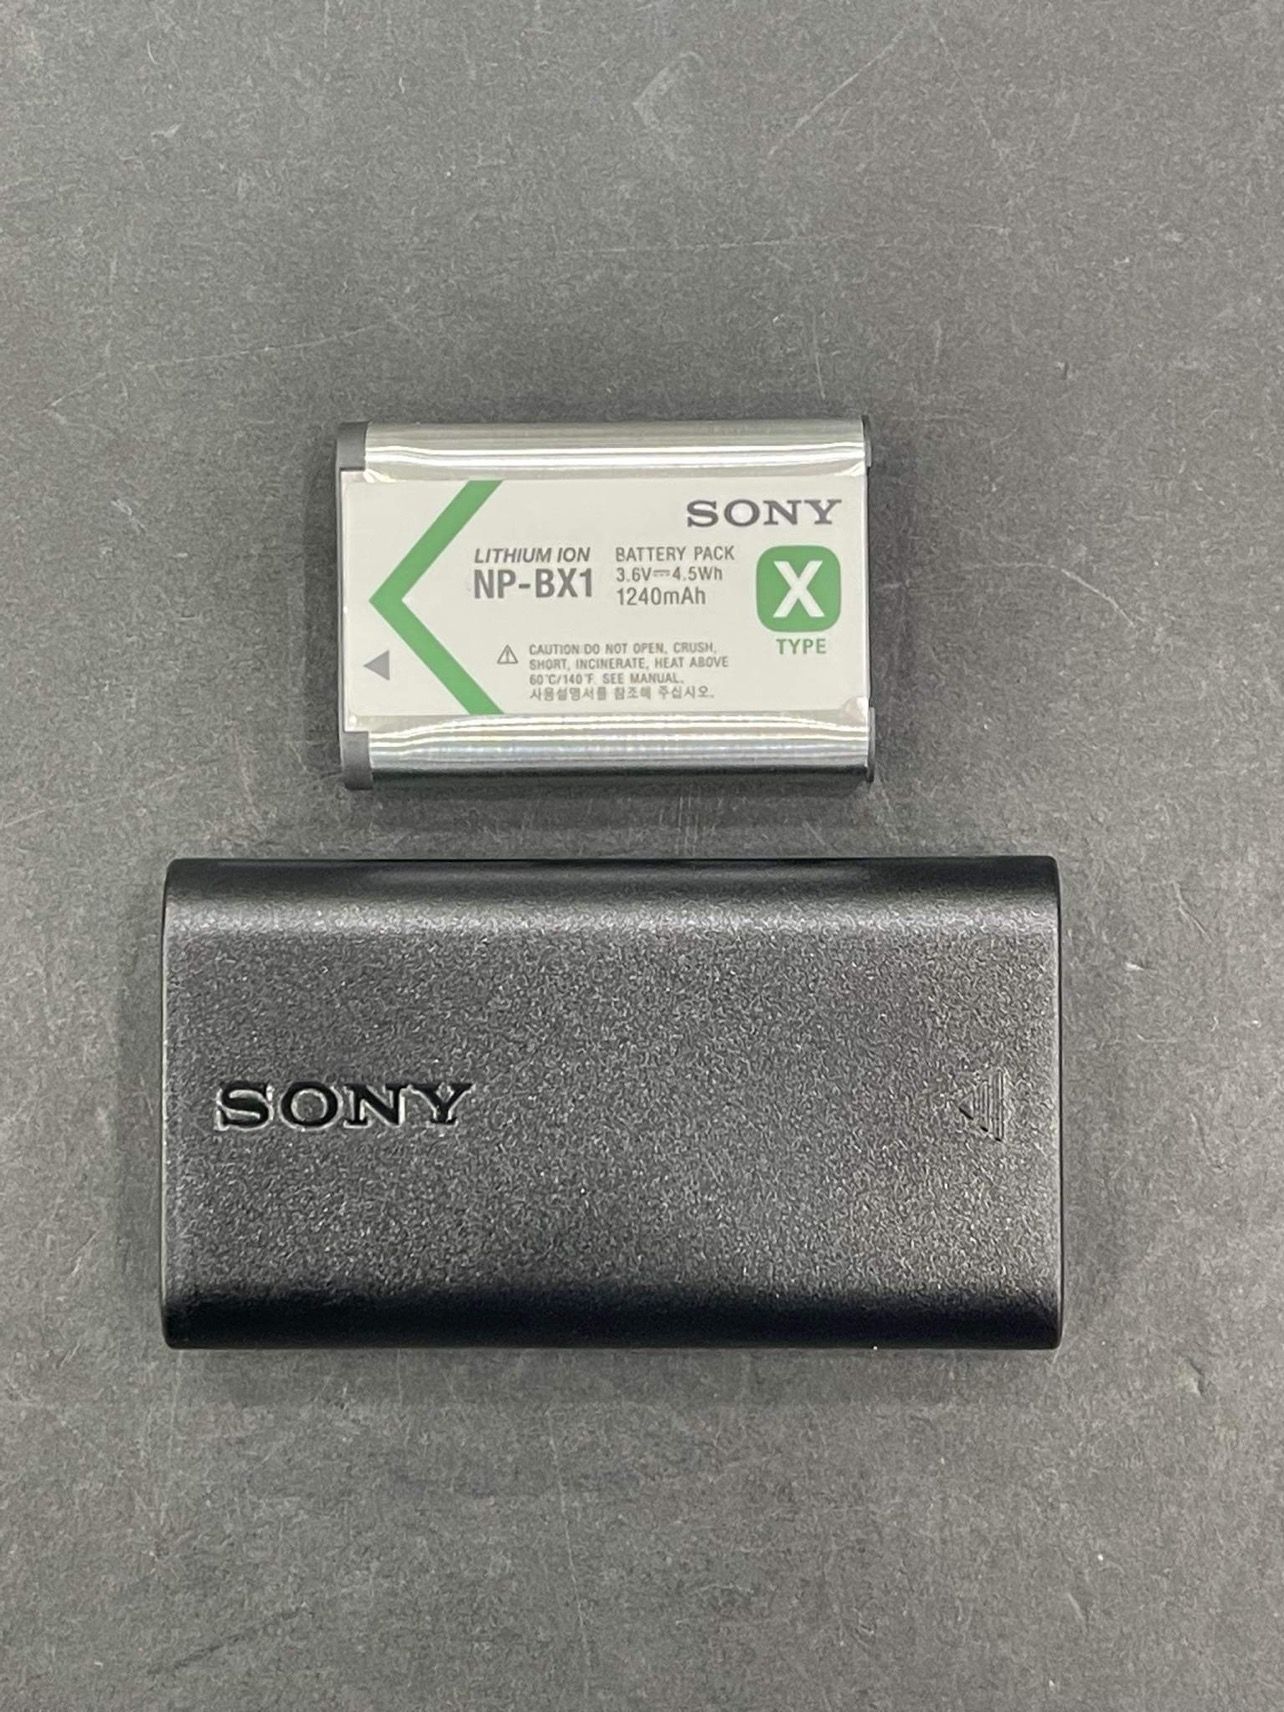 SONY
LITHIUM ION
NP-BX1
BATTERY PACK
3.6V⎓4.5Wh
1240mAh
X
TYPE
⚠ CAUTION:DO NOT OPEN, CRUSH,
SHORT, INCINERATE, HEAT ABOVE
60℃/140℉. SEE MANUAL.
사용설명서를 참조해 주십시오.
SONY